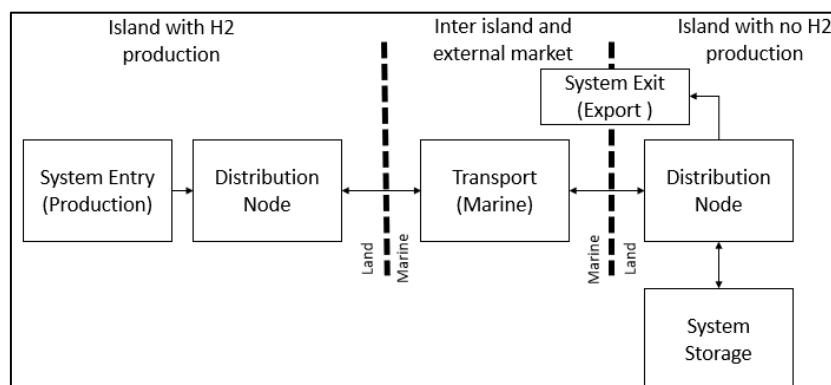 Island with H2
production
Inter island and
external market
Island with no H2
production
System Exit
(Export )
System Entry
(Production)
Distribution
Node
Transport
(Marine)
Distribution
Node
Land
Marine
Marine
Land
System
Storage